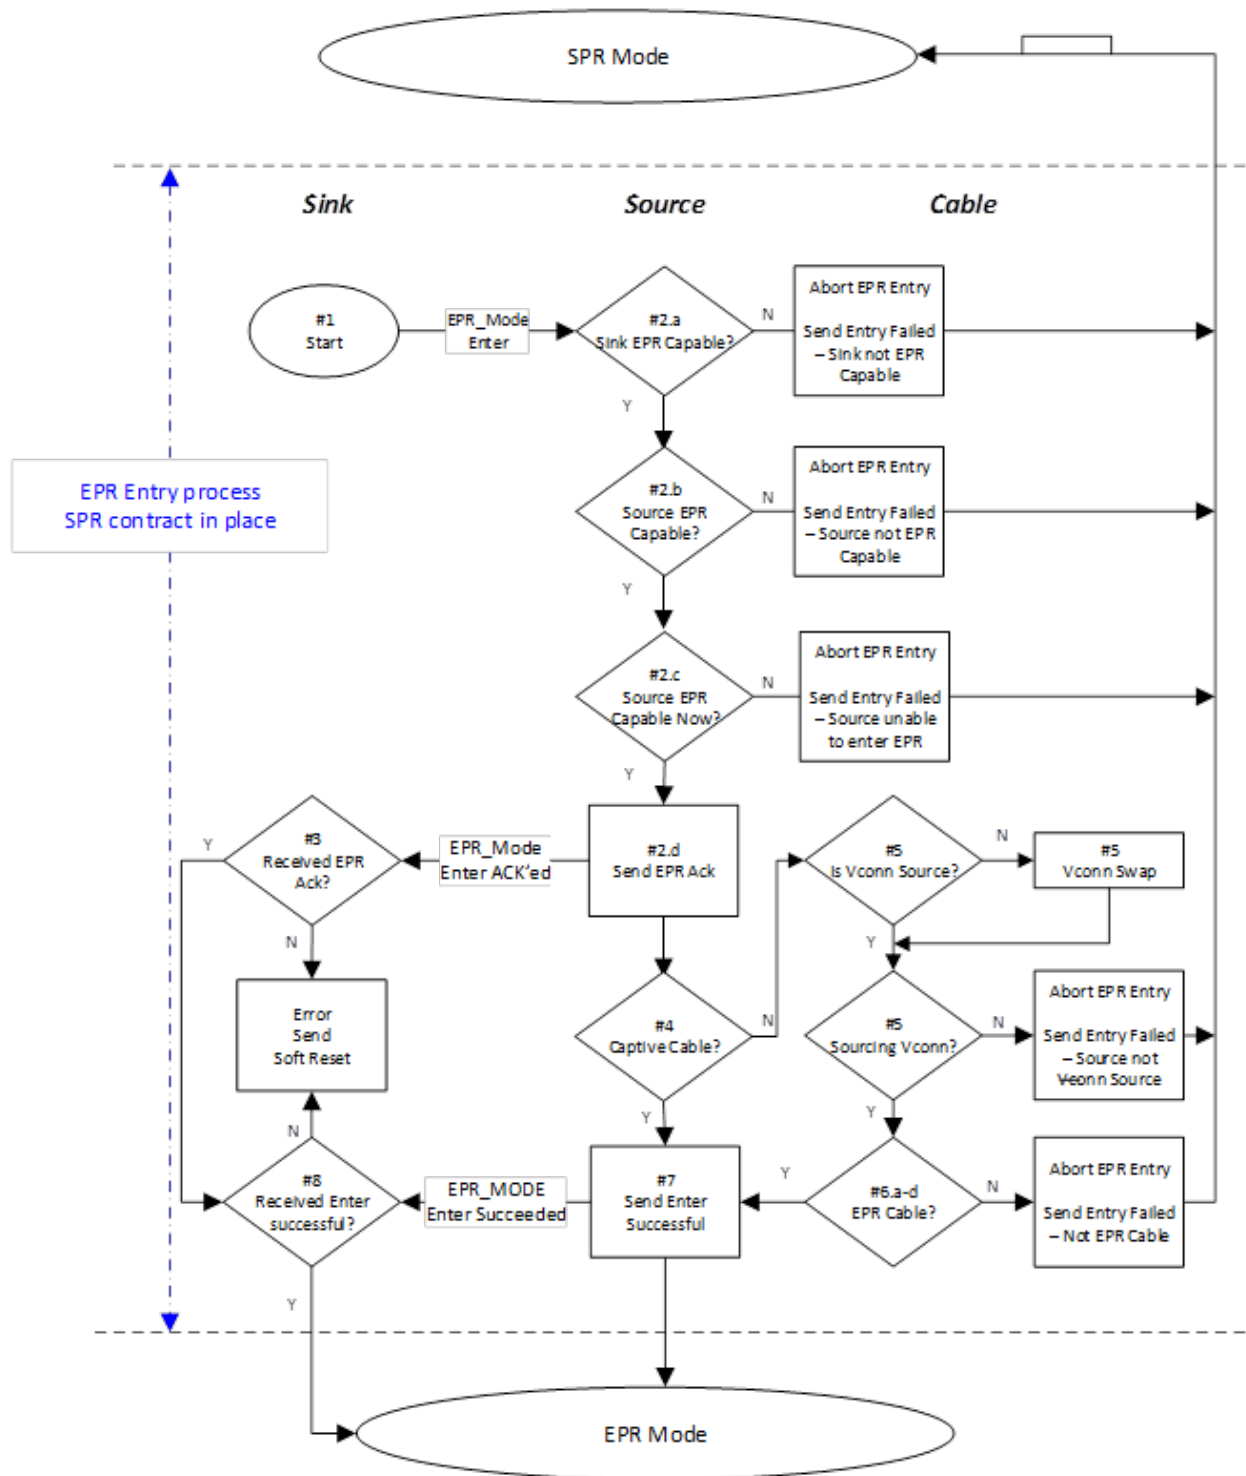 SPR Mode
Sink
Source
Cable
#1
Start
EPR_Mode
Enter
#2.a
Sink EPR Capable?
N
Abort EPR Entry
Send Entry Failed
– Sink not EPR
Capable
Y
EPR Entry process
SPR contract in place
#2.b
Source EPR
Capable?
N
Abort EPR Entry
Send Entry Failed
– Source not EPR
Capable
Y
#2.c
Source EPR
Capable Now?
N
Abort EPR Entry
Send Entry Failed
– Source unable
to enter EPR
Y
Y
#3
Received EPR
Ack?
EPR_Mode
Enter ACK'ed
#2.d
Send EPR Ack
#5
Is Vconn Source?
N
#5
Vconn Swap
N
Y
Error
Send
Soft Reset
#4
Captive Cable?
N
#5
Sourcing Vconn?
N
Abort EPR Entry
Send Entry Failed
– Source not
Vconn Source
N
Y
Y
#8
Received Enter
successful?
EPR_MODE
Enter Succeeded
#7
Send Enter
Successful
Y
#6.a-d
EPR Cable?
N
Abort EPR Entry
Send Entry Failed
– Not EPR Cable
Y
EPR Mode